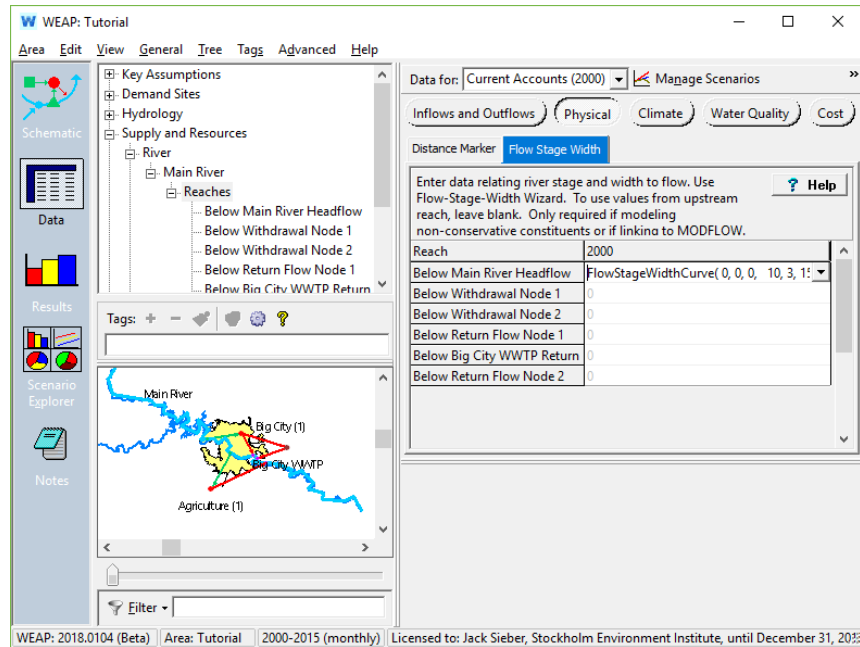 WEAP: Tutorial
Area Edit View General Tree Tags Advanced Help
Schematic
Data
Results
Scenario
Explorer
Notes
Key Assumptions
Demand Sites
Hydrology
Supply and Resources
River
Main River
Reaches
Below Main River Headflow
Below Withdrawal Node 1
Below Withdrawal Node 2
Below Return Flow Node 1
Below Big City WWTP Return
Tags:
Main River
Big City (1)
Big City WWTP
Agriculture (1)
Filter
Data for: Current Accounts (2000) Manage Scenarios »
Inflows and Outflows Physical Climate Water Quality Cost
Distance Marker Flow Stage Width
Enter data relating river stage and width to flow. Use
Flow-Stage-Width Wizard. To use values from upstream
reach, leave blank. Only required if modeling
non-conservative constituents or if linking to MODFLOW.
? Help
Reach 2000
Below Main River Headflow FlowStageWidthCurve( 0, 0, 0, 10, 3,
Below Withdrawal Node 1 0
Below Withdrawal Node 2 0
Below Return Flow Node 1 0
Below Big City WWTP Return 0
Below Return Flow Node 2 0
WEAP: 2018.0104 (Beta) Area: Tutorial 2000-2015 (monthly) Licensed to: Jack Sieber, Stockholm Environment Institute, until December 31,